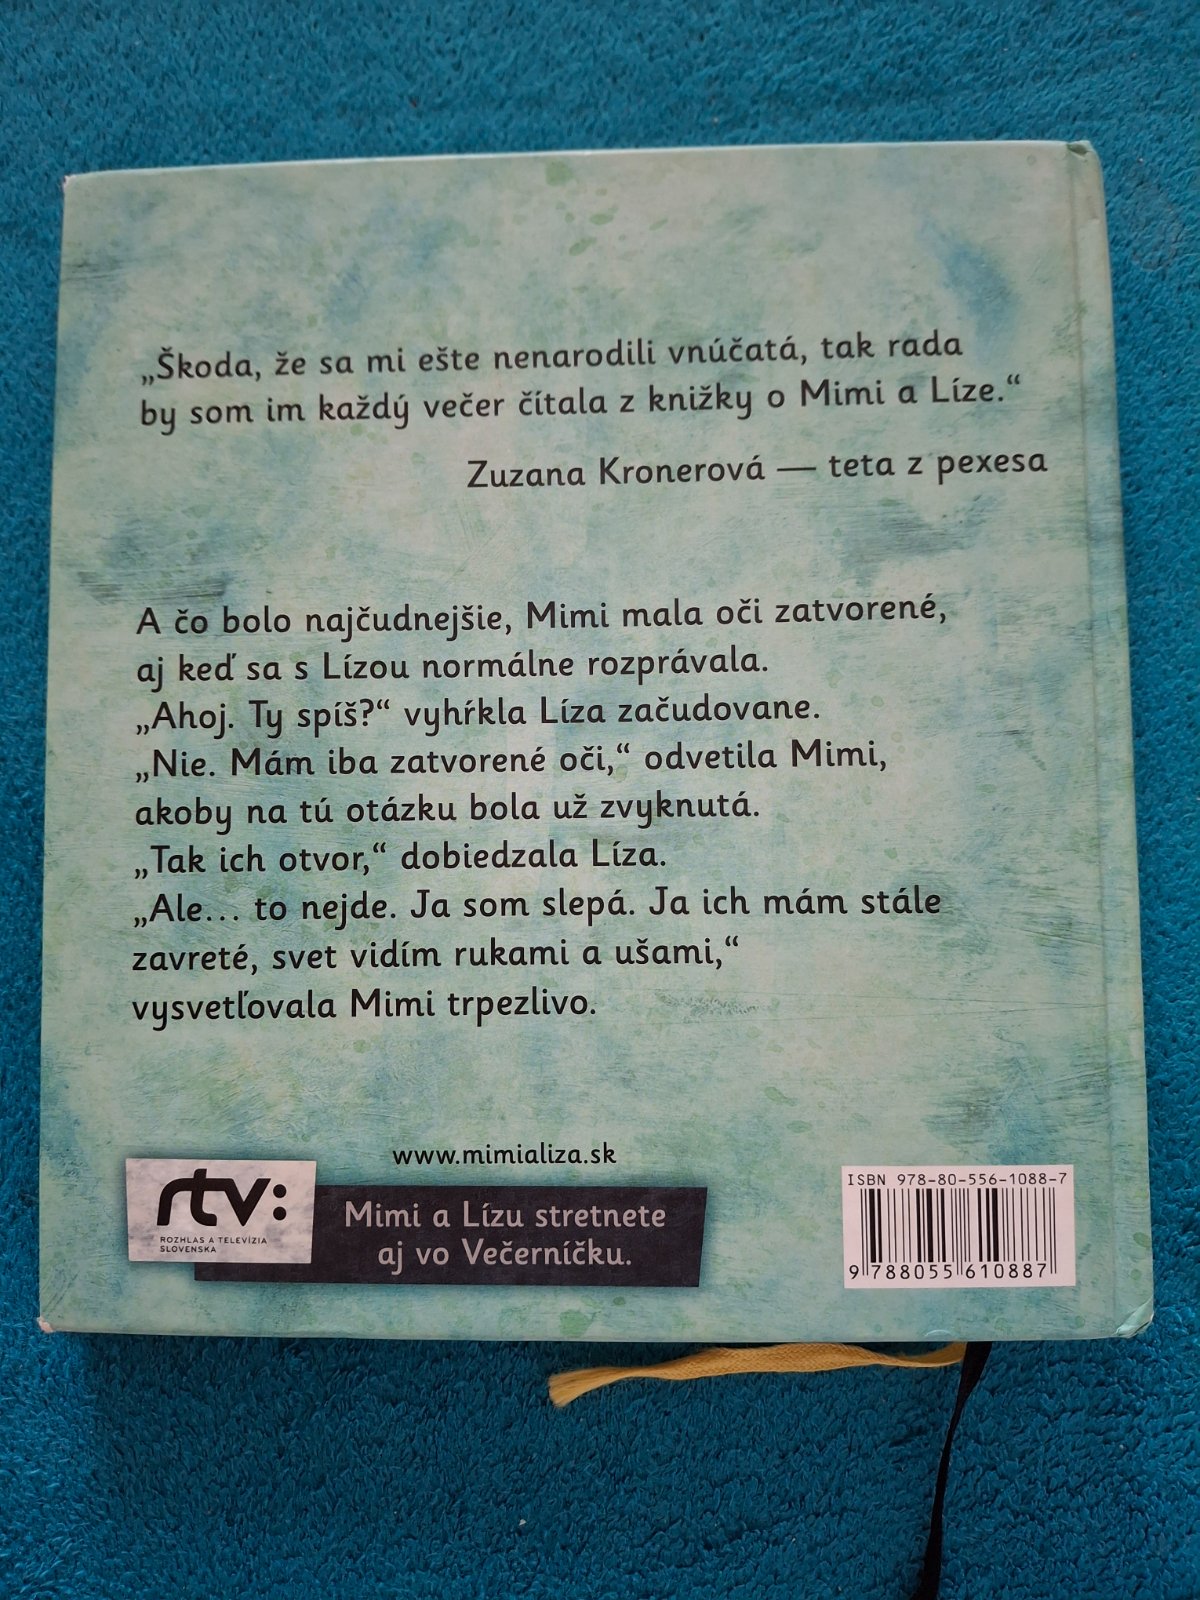 „Škoda, že sa mi ešte nenarodili vnúčatá, tak rada
by som im každý večer čítala z knižky o Mimi a Líze.“
Zuzana Kronerová — teta z pexesa
A čo bolo najčudnejšie, Mimi mala oči zatvorené,
aj keď sa s Lízou normálne rozprávala.
„Ahoj. Ty spíš?“ vyhŕkla Líza začudovane.
„Nie. Mám iba zatvorené oči,“ odvetila Mimi,
akoby na tú otázku bola už zvyknutá.
„Tak ich otvor,“ dobiedzala Líza.
„Ale... to nejde. Ja som slepá. Ja ich mám stále
zavreté, svet vidím rukami a ušami,“
vysvetľovala Mimi trpezlivo.
www.mimializa.sk
rtv:
ROZHLAS A TELEVÍZIA
SLOVENSKA
Mimi a Lízu stretnete
aj vo Večerníčku.
ISBN 978-80-556-1088-7
9 788055 610887